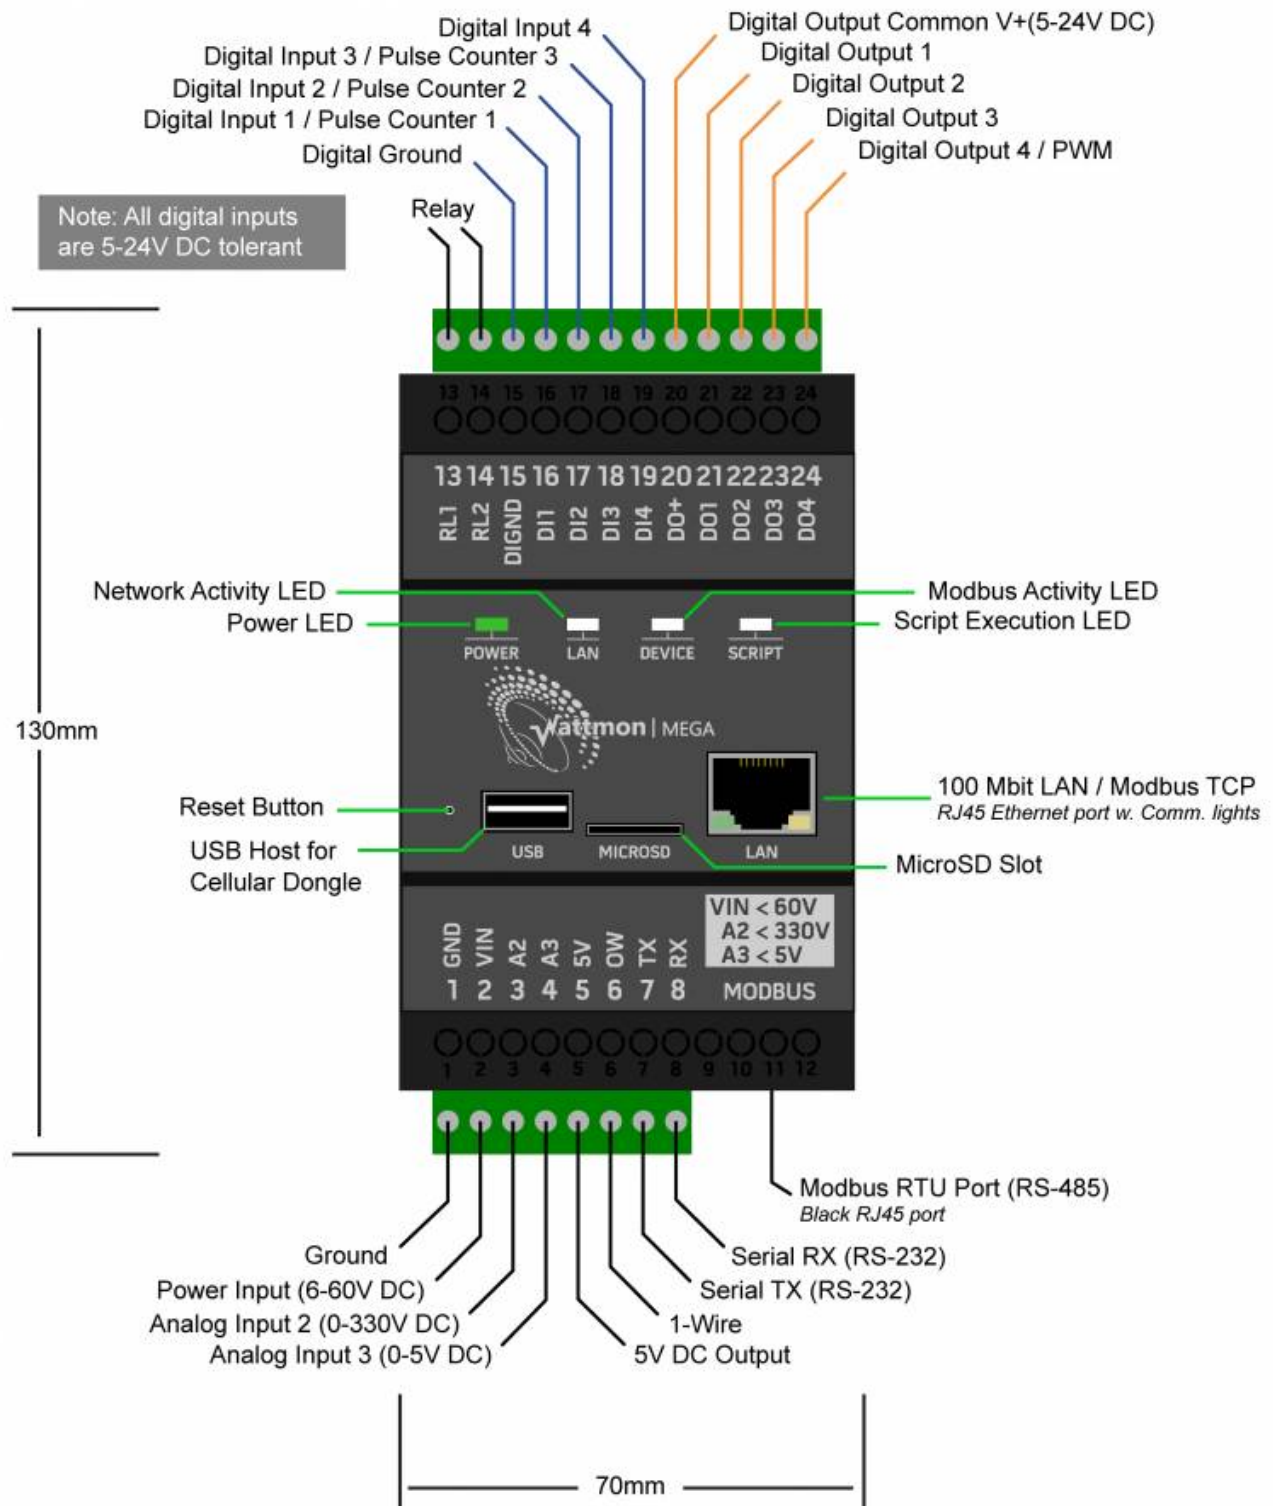 Digital Input 4
Digital Output Common V+(5-24V DC)
Digital Input 3 / Pulse Counter 3
Digital Output 1
Digital Input 2 / Pulse Counter 2
Digital Output 2
Digital Input 1 / Pulse Counter 1
Digital Output 3
Digital Ground
Digital Output 4 / PWM
Note: All digital inputs
are 5-24V DC tolerant
Relay
13 14 15 16 17 18 19 20 21 22 23 24
13 14 15 16 17 18 19 20 21 22 23 24
RL1 RL2 DIGND DI1 DI2 DI3 DI4 DO+ DO1 DO2 DO3 DO4
Network Activity LED
Modbus Activity LED
Power LED
Script Execution LED
POWER LAN DEVICE SCRIPT
130mm
Wattmon | MEGA
100 Mbit LAN / Modbus TCP
RJ45 Ethernet port w. Comm. lights
Reset Button
USB Host for
Cellular Dongle
USB MICROSD LAN
MicroSD Slot
VIN < 60V
A2 < 330V
A3 < 5V
GND VIN A2 A3 5V OW TX RX
1 2 3 4 5 6 7 8 MODBUS
1 2 3 4 5 6 7 8 9 10 11 12
Modbus RTU Port (RS-485)
Black RJ45 port
Ground
Serial RX (RS-232)
Power Input (6-60V DC)
Serial TX (RS-232)
Analog Input 2 (0-330V DC)
1-Wire
Analog Input 3 (0-5V DC)
5V DC Output
70mm